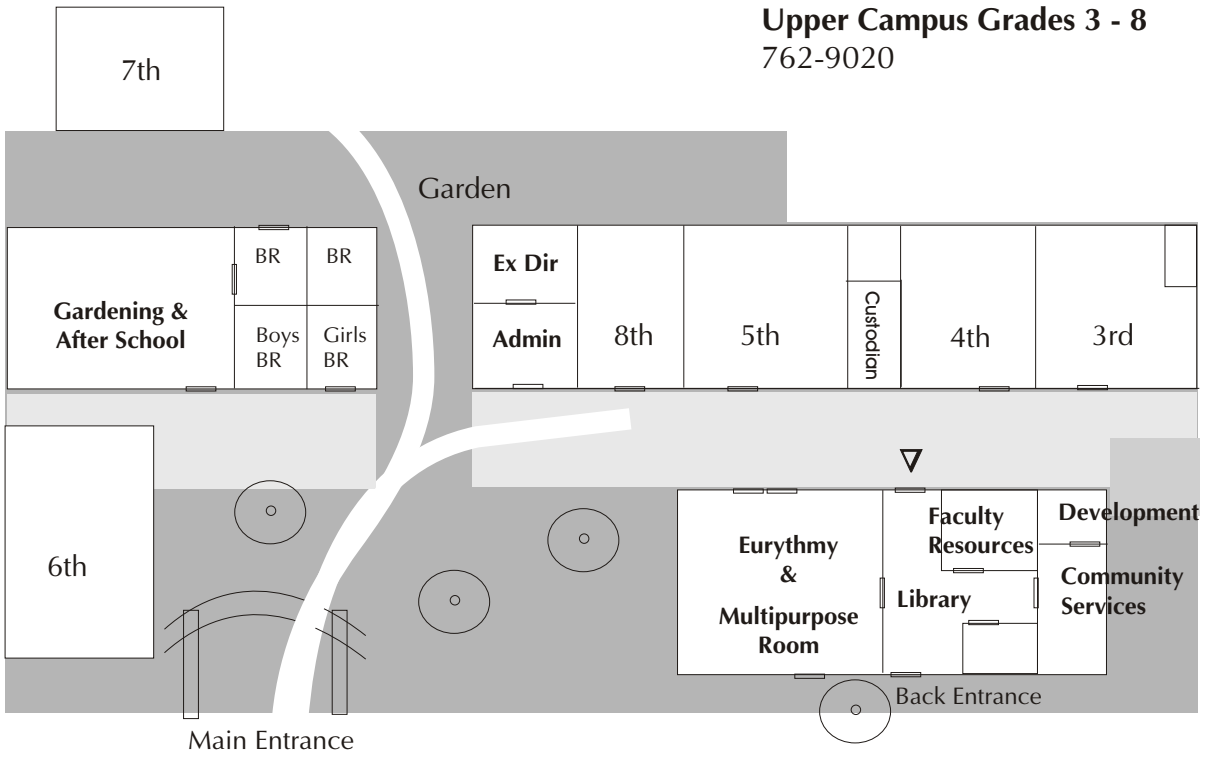 Upper Campus Grades 3 - 8
762-9020
7th
Garden
BR
BR
Gardening &
After School
Boys
BR
Girls
BR
Ex Dir
Admin
8th
5th
Custodian
4th
3rd
6th
Eurythmy
&
Multipurpose
Room
Faculty
Resources
Library
Development
Community
Services
Back Entrance
Main Entrance